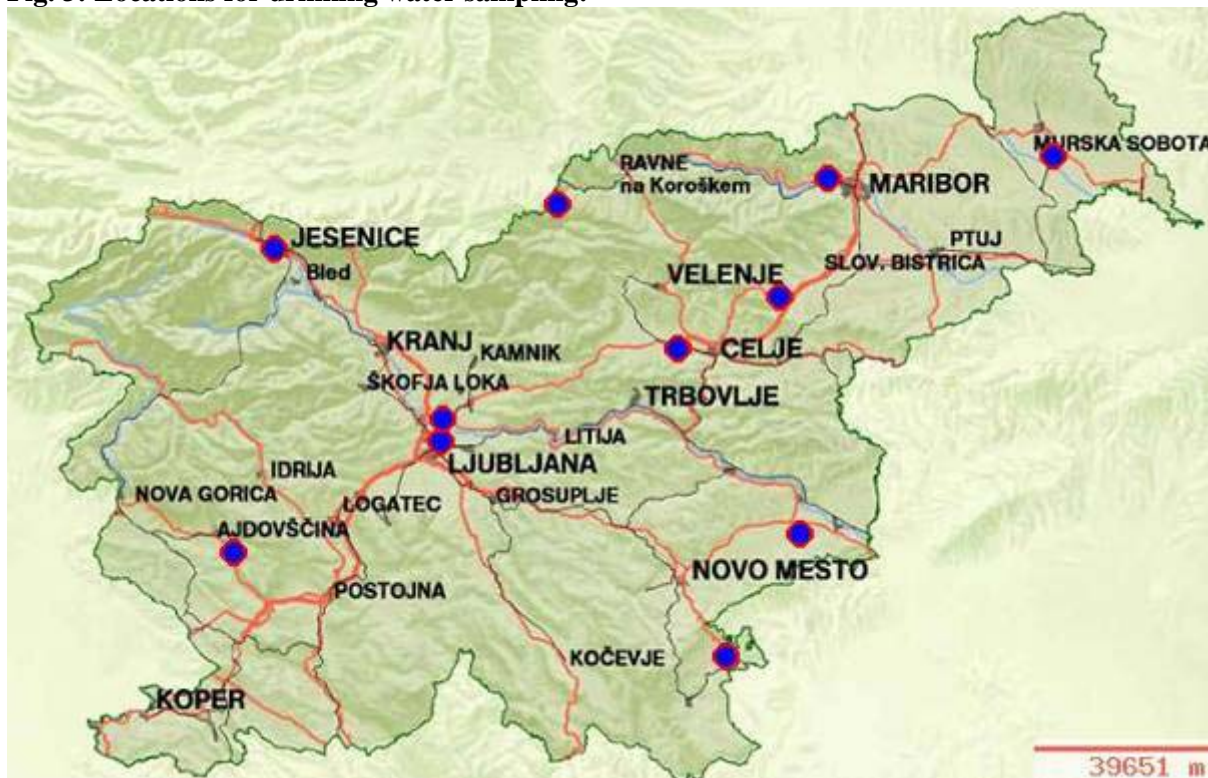 Fig. 3. Locations for drinking water sampling.
MURSKA SOBOTA
RAVNE
na Koroškem
MARIBOR
JESENICE
PTUJ
Bled
VELENJE
SLOV. BISTRICA
KRANJ
KAMNIK
CELJE
ŠKOFJA LOKA
TRBOVLJE
LITIJA
LJUBLJANA
IDRIJA
NOVA GORICA
LOGATEC
GROSUPLJE
AJDOVŠČINA
NOVO MESTO
POSTOJNA
KOČEVJE
KOPER
39651 m